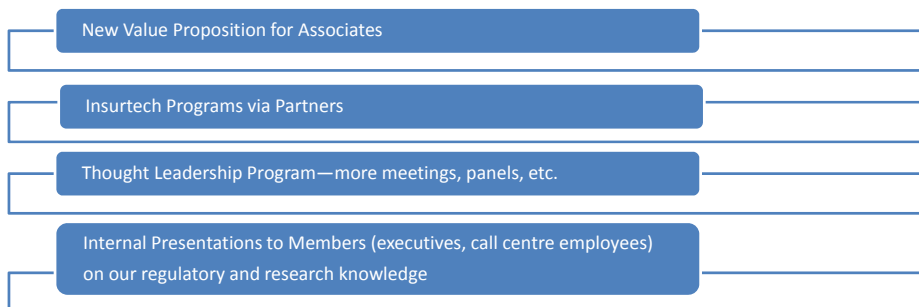 New Value Proposition for Associates
Insurtech Programs via Partners
Thought Leadership Program—more meetings, panels, etc.
Internal Presentations to Members (executives, call centre employees)
on our regulatory and research knowledge